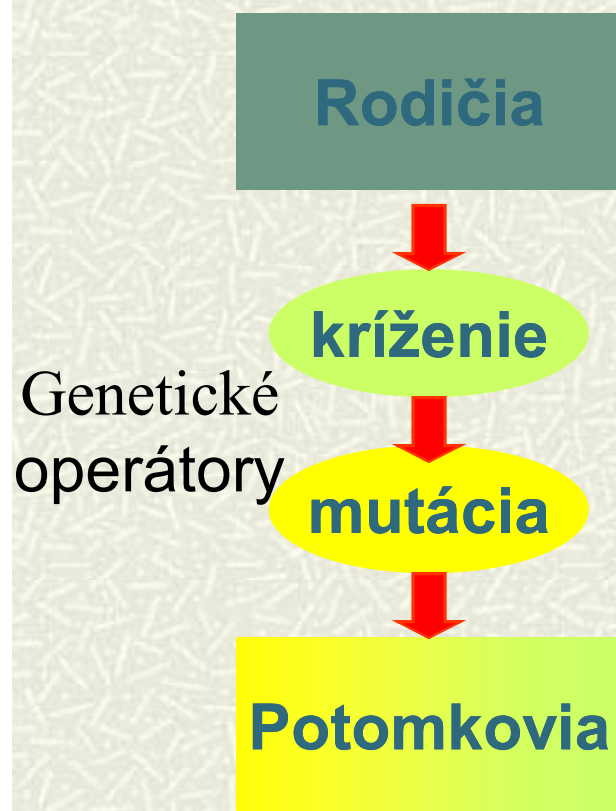 Rodičia
kríženie
Genetické
operátory
mutácia
Potomkovia